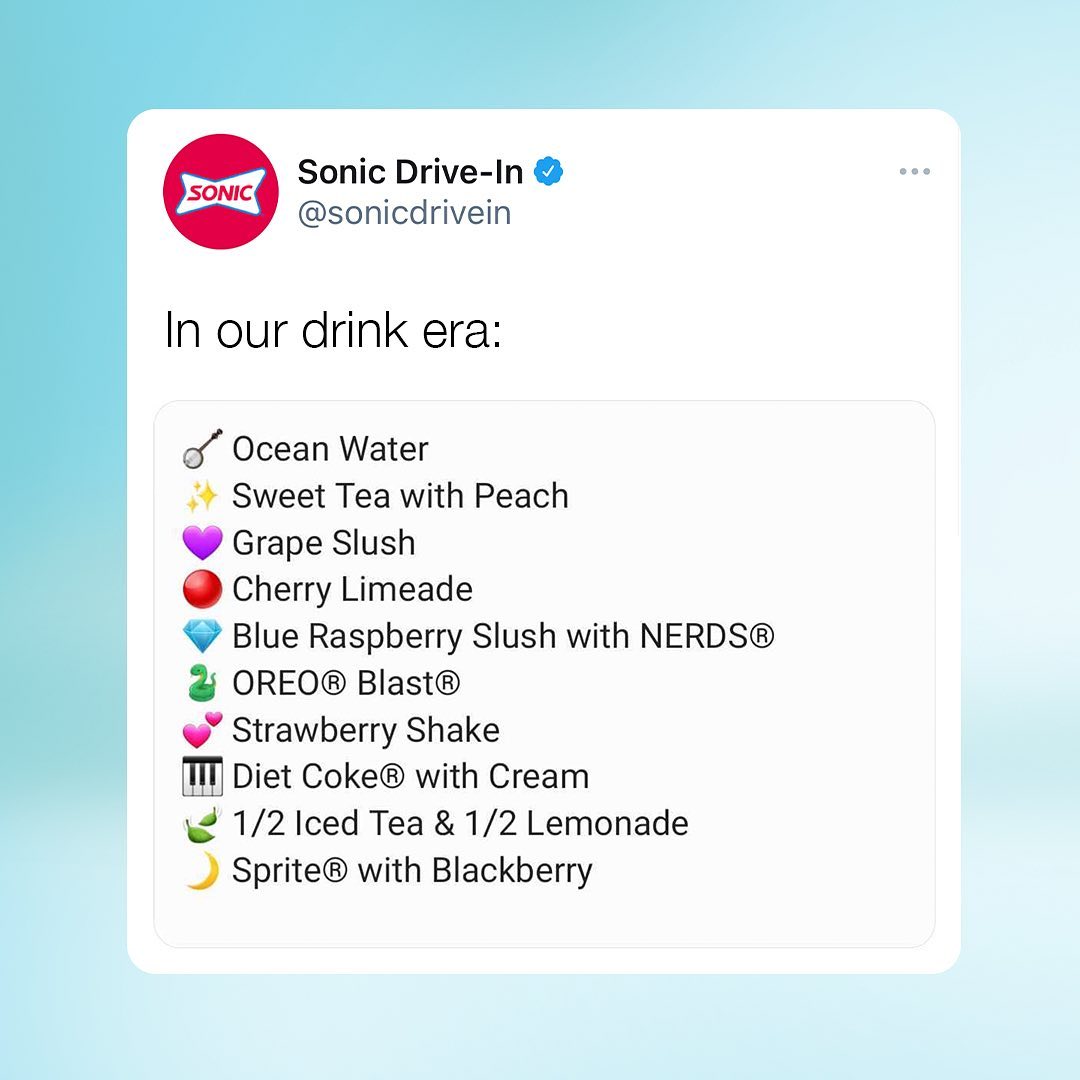 SONIC
Sonic Drive-In
@sonicdrivein
In our drink era:
🪕 Ocean Water
✨ Sweet Tea with Peach
💜 Grape Slush
🔴 Cherry Limeade
💎 Blue Raspberry Slush with NERDS®
🐍 OREO® Blast®
💕 Strawberry Shake
🎹 Diet Coke® with Cream
🍃 1/2 Iced Tea & 1/2 Lemonade
🌙 Sprite® with Blackberry